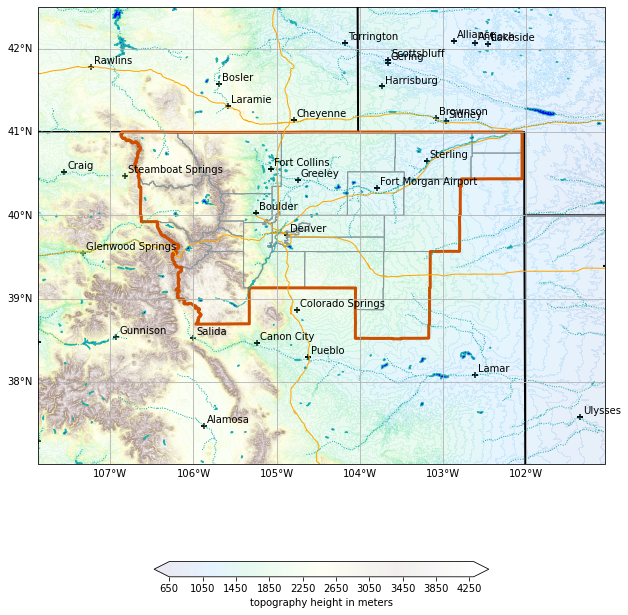 42°N
41°N
40°N
39°N
38°N
Torrington
Alliance
Lakeside
Scottsbluff
Gering
Rawlins
Bosler
Harrisburg
Laramie
Cheyenne
Brownson
Sidney
Sterling
Craig
Steamboat Springs
Fort Collins
Greeley
Fort Morgan Airport
Boulder
Denver
Glenwood Springs
Colorado Springs
Gunnison
Salida
Canon City
Pueblo
Lamar
Alamosa
Ulysses
107°W 106°W 105°W 104°W 103°W 102°W
650 1050 1450 1850 2250 2650 3050 3450 3850 4250
topography height in meters